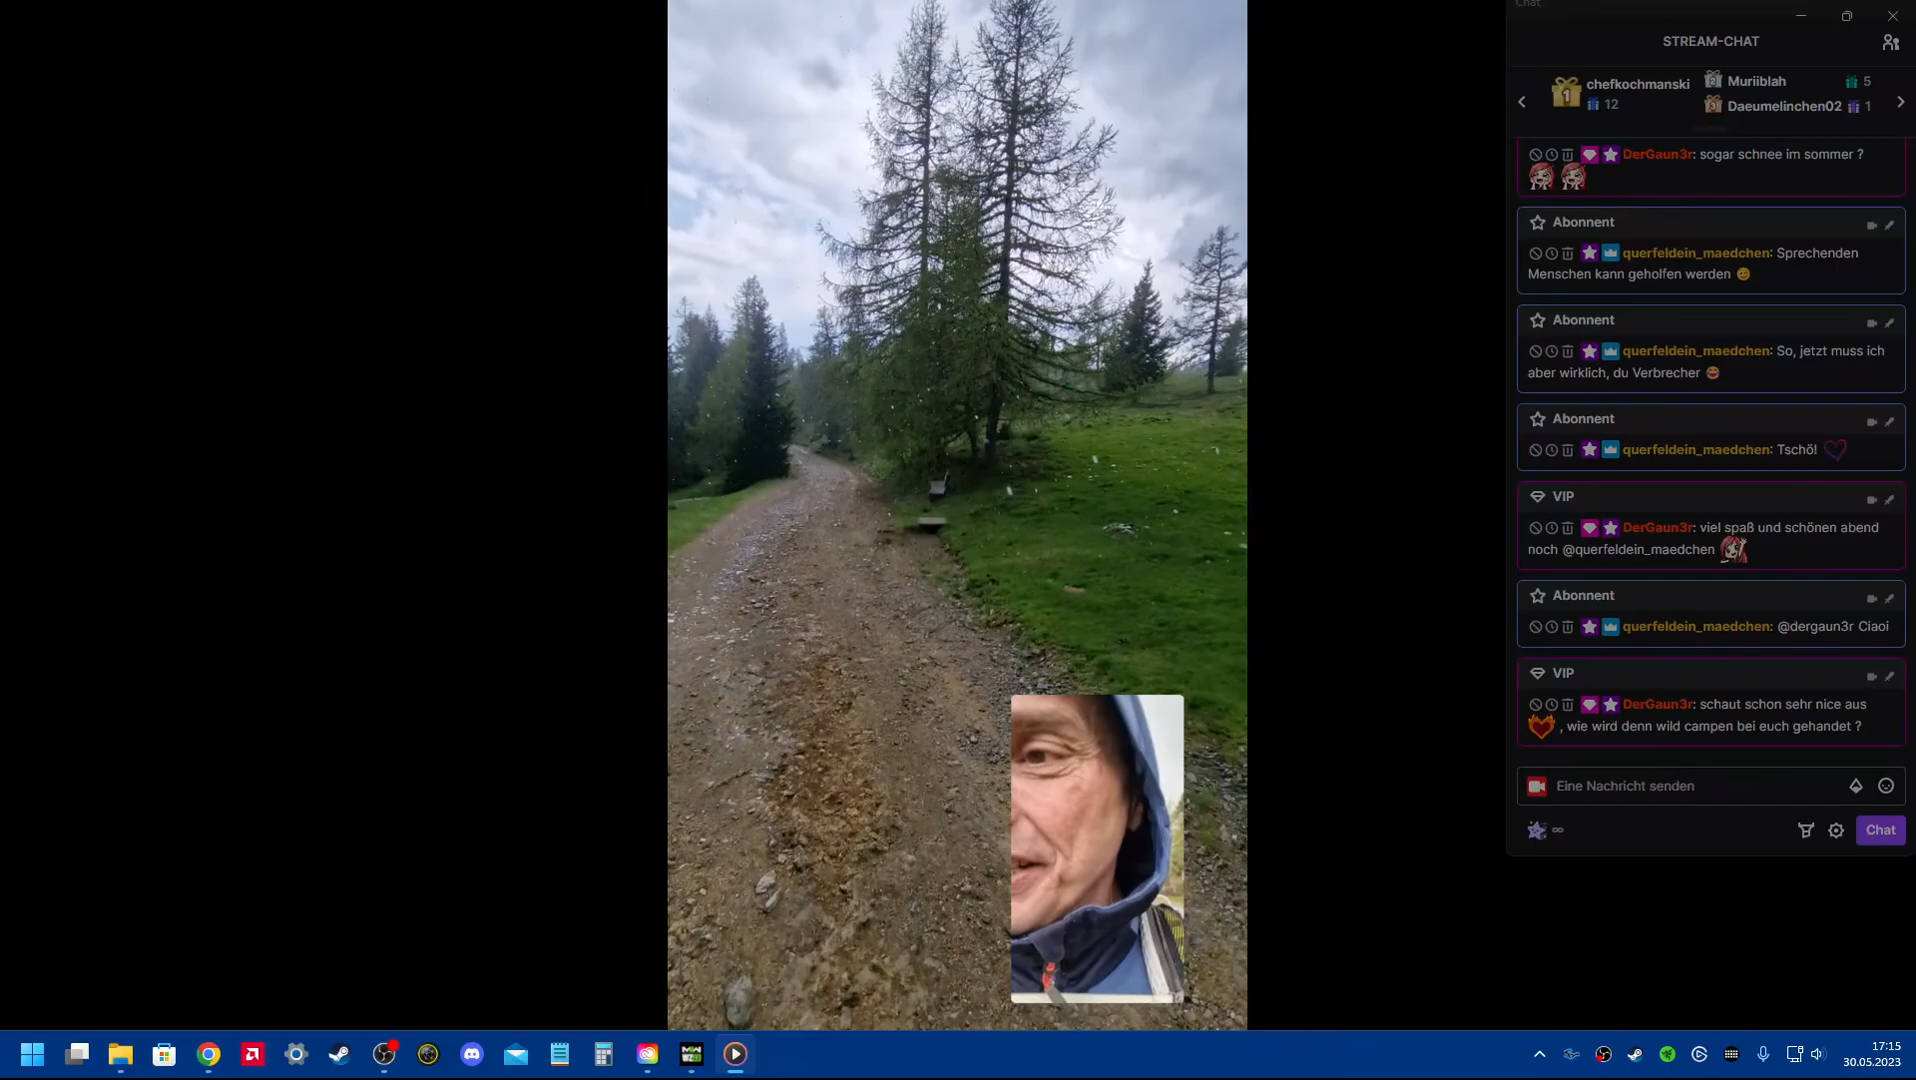 Chat
STREAM-CHAT
chefkochmanski
12
Muriiblah 5
Daeumelinchen02 1
DerGaun3r: sogar schnee im sommer ?
Abonnent
querfeldein_maedchen: Sprechenden
Menschen kann geholfen werden
Abonnent
querfeldein_maedchen: So, jetzt muss ich
aber wirklich, du Verbrecher
Abonnent
querfeldein_maedchen: Tschö!
VIP
DerGaun3r: viel spaß und schönen abend
noch @querfeldein_maedchen
Abonnent
querfeldein_maedchen: @dergaun3r Ciaoi
VIP
DerGaun3r: schaut schon sehr nice aus
, wie wird denn wild campen bei euch gehandet ?
Eine Nachricht senden
∞
Chat
17:15
30.05.2023